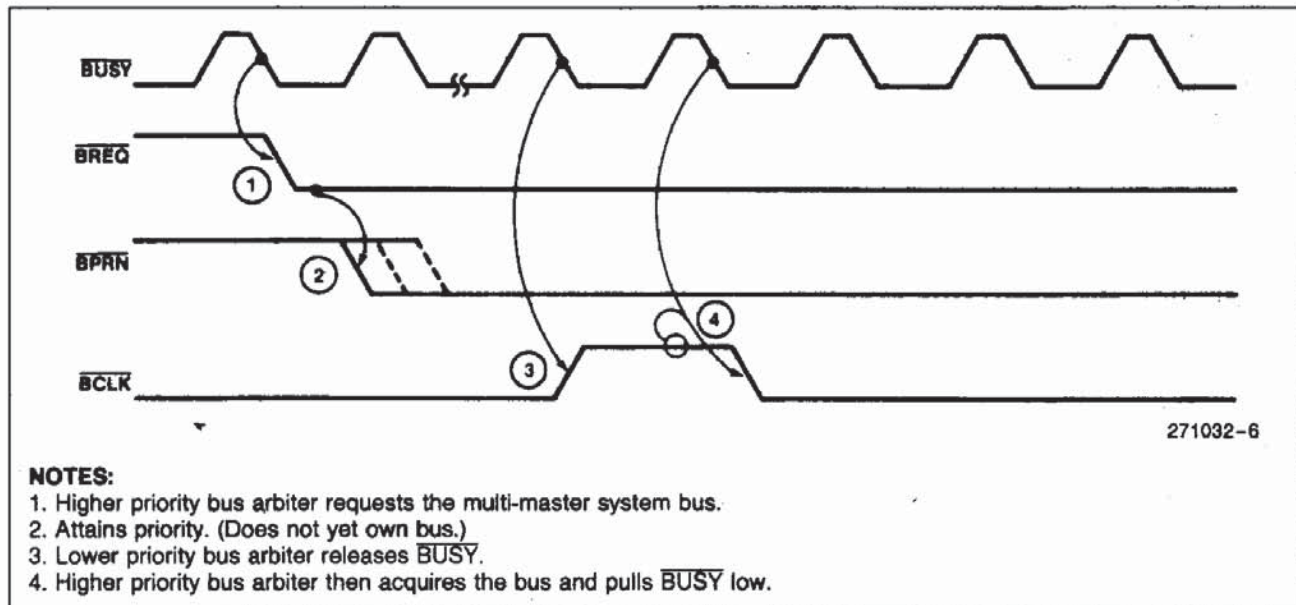 BUSY
BREQ
1
BPRN
2
4
3
BCLK
271032-6
NOTES:
1. Higher priority bus arbiter requests the multi-master system bus.
2. Attains priority. (Does not yet own bus.)
3. Lower priority bus arbiter releases BUSY.
4. Higher priority bus arbiter then acquires the bus and pulls BUSY low.